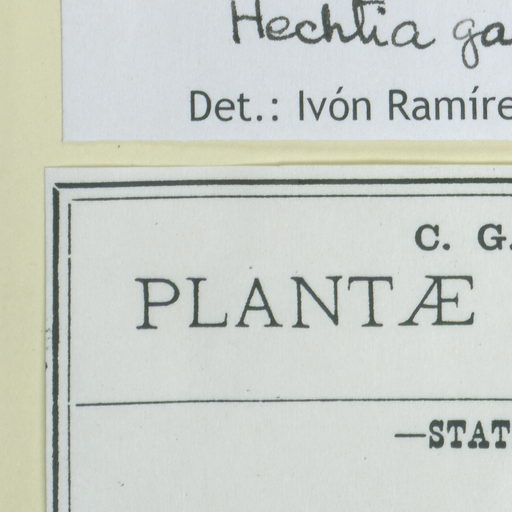 Hechtia ga
Det.: Ivón Ramíre
C. G.
PLANTÆ
—STAT